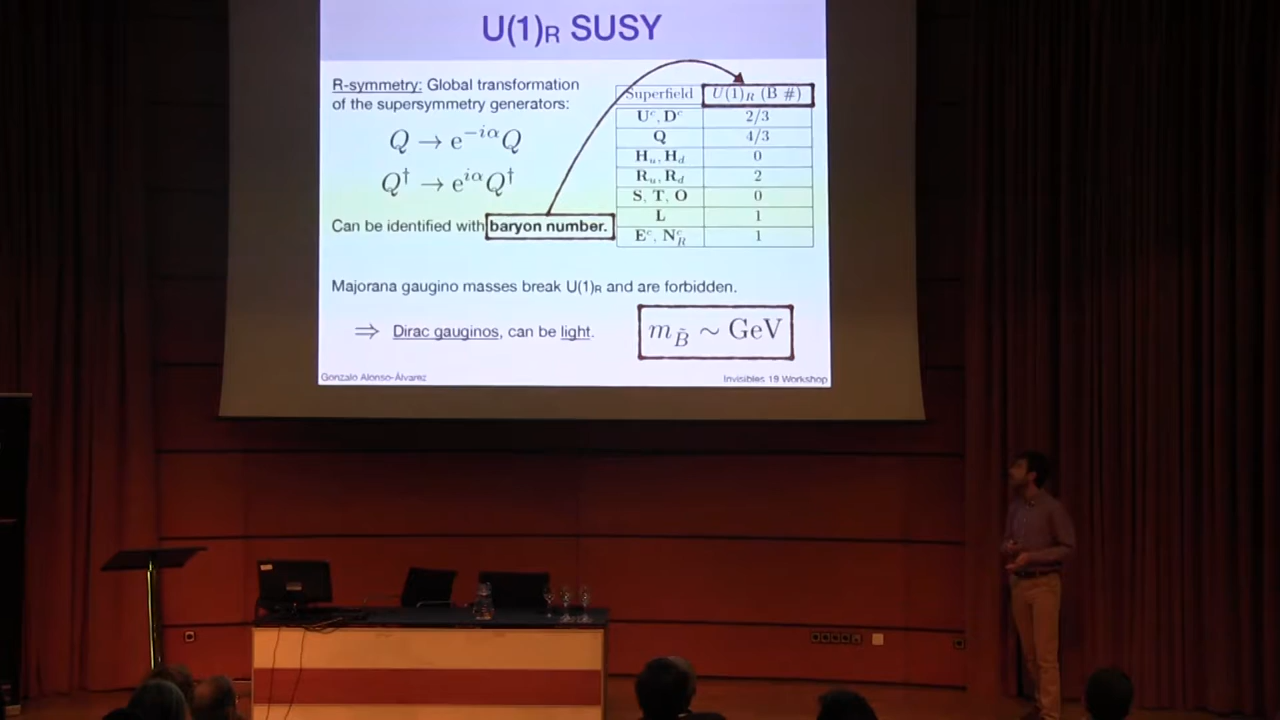 U(1)R SUSY
R-symmetry: Global transformation
of the supersymmetry generators:
Q → e^{-iα}Q
Q† → e^{iα}Q†
Can be identified with baryon number.
Superfield U(1)_R (B #)
U^c, D^c 2/3
Q 4/3
H_u, H_d 0
R_u, R_d 2
S, T, O 0
L 1
E^c, N_R^c 1
Majorana gaugino masses break U(1)R and are forbidden.
⇒ Dirac gauginos, can be light.
m_B̃ ∼ GeV
Gonzalo Alonso-Álvarez
Invisibles 19 Workshop